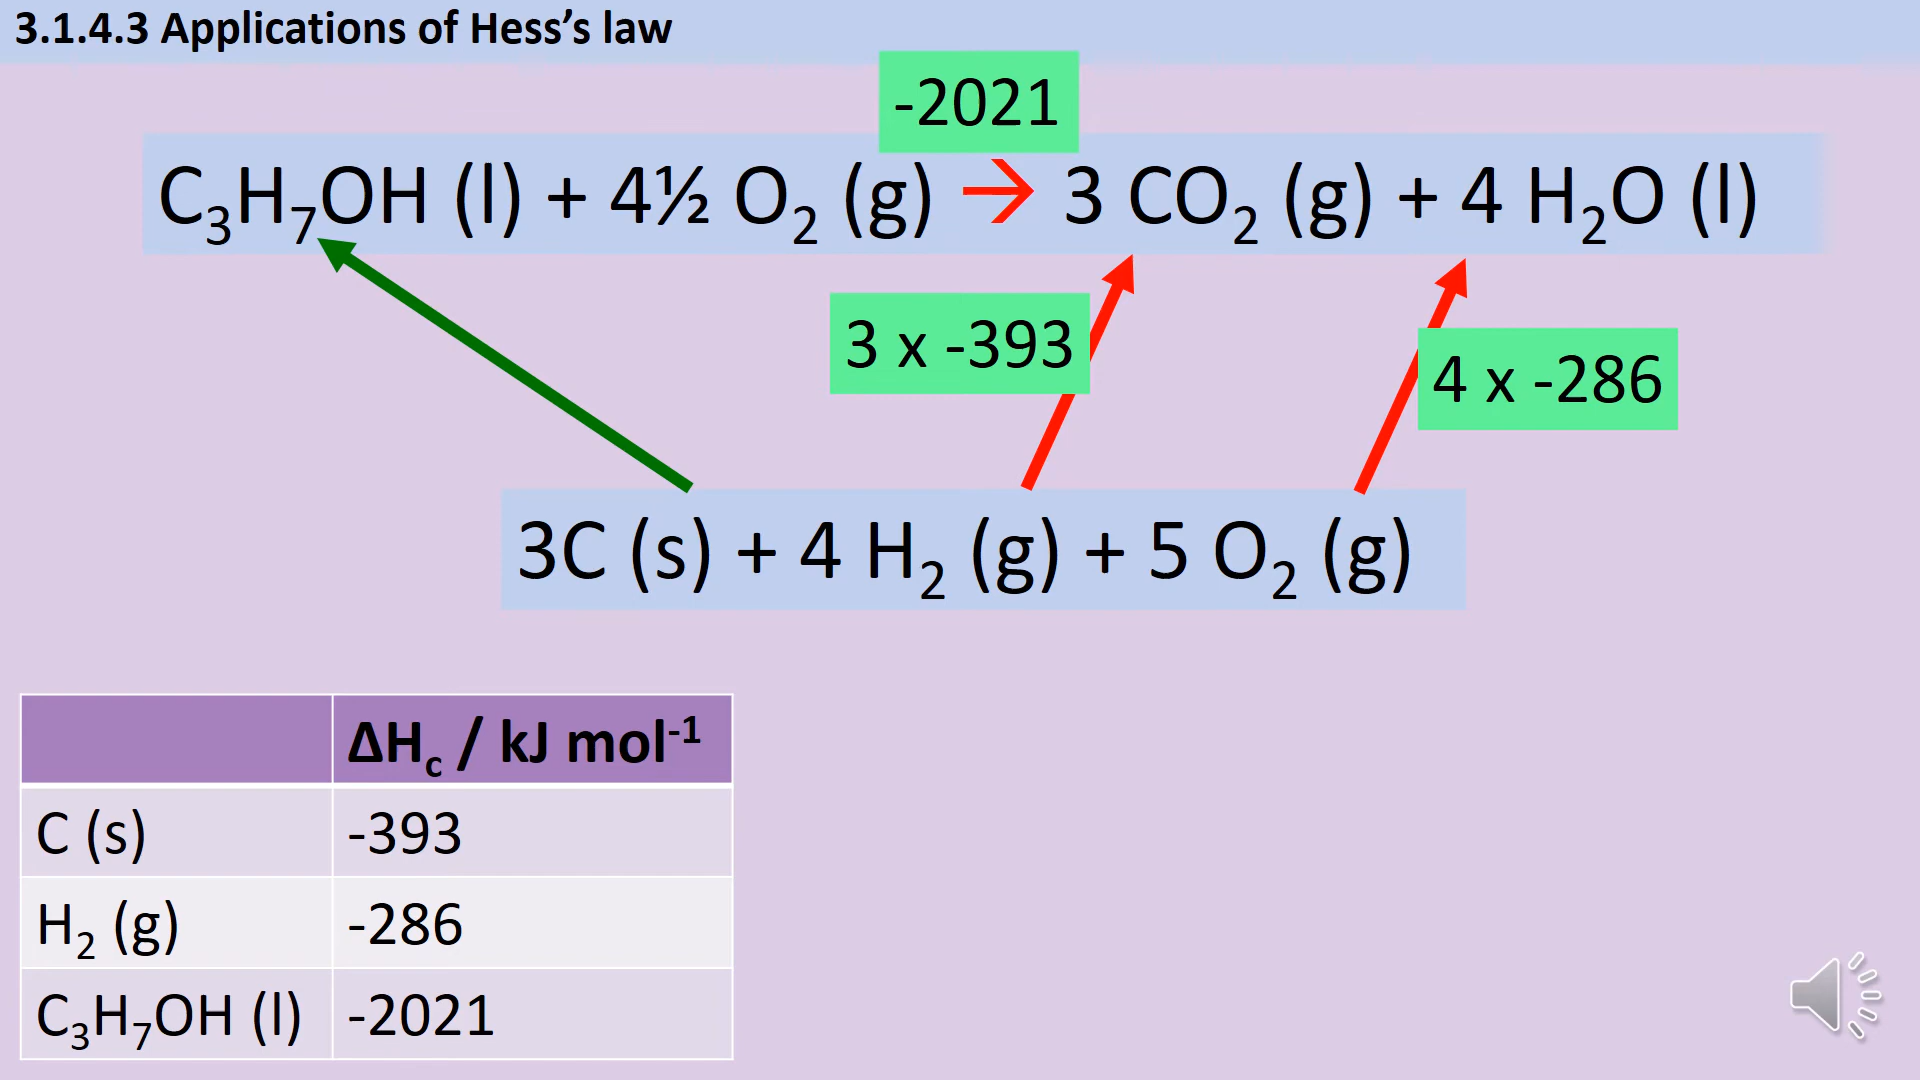 3.1.4.3 Applications of Hess’s law
-2021
C₃H₇OH (l) + 4½ O₂ (g) → 3 CO₂ (g) + 4 H₂O (l)
3 x -393
4 x -286
3C (s) + 4 H₂ (g) + 5 O₂ (g)
ΔHc / kJ mol⁻¹
C (s) -393
H₂ (g) -286
C₃H₇OH (l) -2021